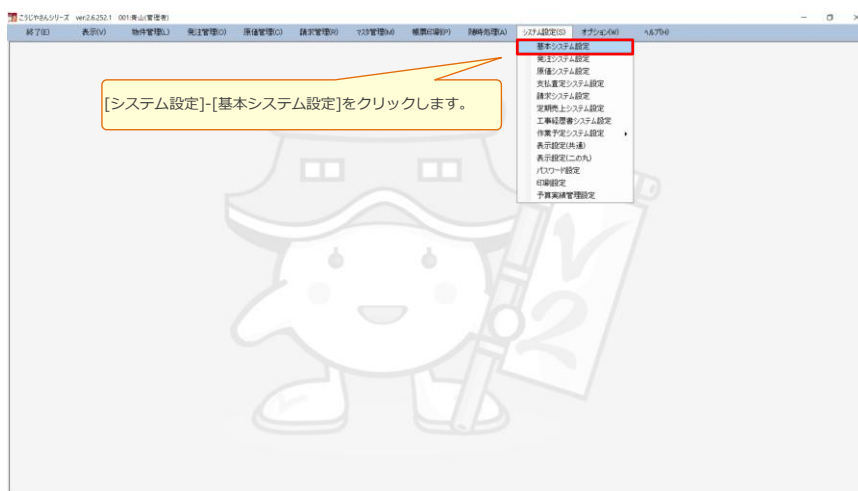 こうじやさんシリーズ ver.2.6.252.1 001:青山(管理者)
終了(E) 表示(V) 物件管理(L) 発注管理(O) 原価管理(C) 請求管理(R) マスタ管理(M) 帳票印刷(P) 随時処理(A) システム設定(S) オプション(W) ヘルプ(H)
基本システム設定
発注システム設定
原価システム設定
支払査定システム設定
請求システム設定
定期売上システム設定
工事経歴書システム設定
作業予定システム設定
表示設定(共通)
表示設定(二の丸)
パスワード設定
印刷設定
予算実績管理設定
[システム設定]-[基本システム設定]をクリックします。
V2